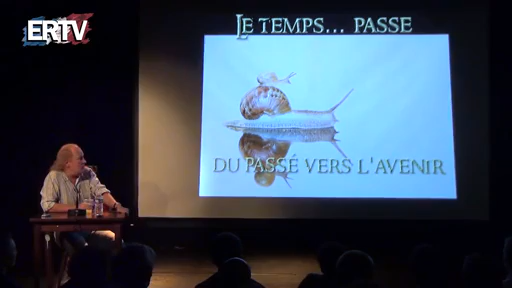 ERTV
LE TEMPS... PASSE
DU PASSÉ VERS L'AVENIR